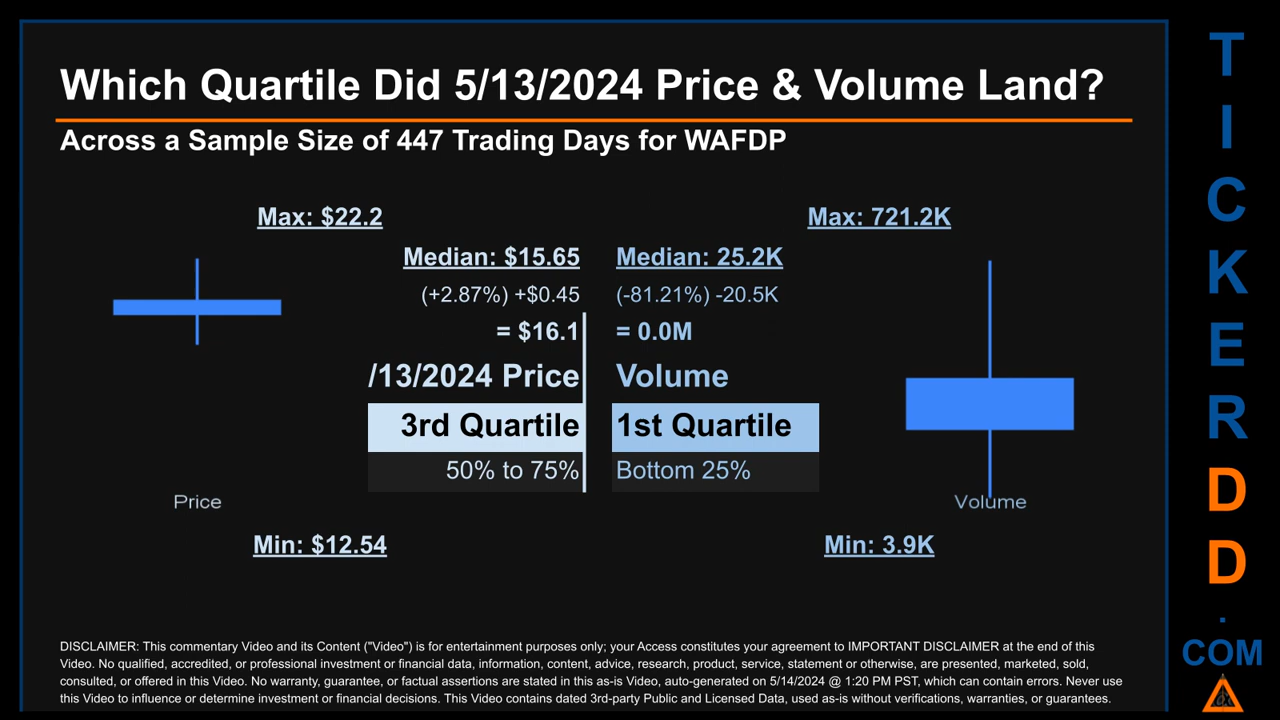 Which Quartile Did 5/13/2024 Price & Volume Land?
Across a Sample Size of 447 Trading Days for WAFDP
Max: $22.2
Max: 721.2K
Median: $15.65
Median: 25.2K
(+2.87%) +$0.45
(-81.21%) -20.5K
= $16.1
= 0.0M
/13/2024 Price
Volume
3rd Quartile
1st Quartile
50% to 75%
Bottom 25%
Price
Volume
Min: $12.54
Min: 3.9K
DISCLAIMER: This commentary Video and its Content ("Video") is for entertainment purposes only; your Access constitutes your agreement to IMPORTANT DISCLAIMER at the end of this
Video. No qualified, accredited, or professional investment or financial data, information, content, advice, research, product, service, statement or otherwise, are presented, marketed, sold,
consulted, or offered in this Video. No warranty, guarantee, or factual assertions are stated in this as-is Video, auto-generated on 5/14/2024 @ 1:20 PM PST, which can contain errors. Never use
this Video to influence or determine investment or financial decisions. This Video contains dated 3rd-party Public and Licensed Data, used as-is without verifications, warranties, or guarantees.
T
I
C
K
E
R
D
D
.
COM